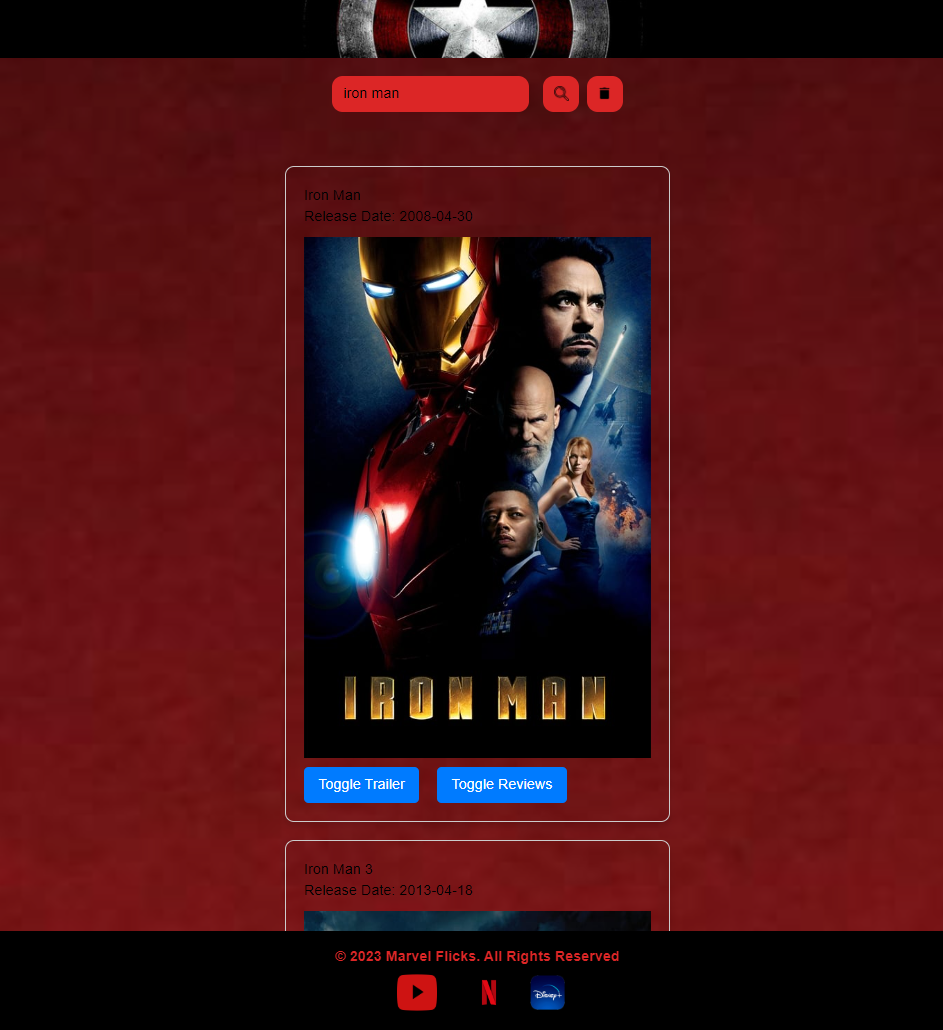 iron man
Iron Man
Release Date: 2008-04-30
IRON MAN
Toggle Trailer
Toggle Reviews
Iron Man 3
Release Date: 2013-04-18
© 2023 Marvel Flicks. All Rights Reserved
N
Disney+